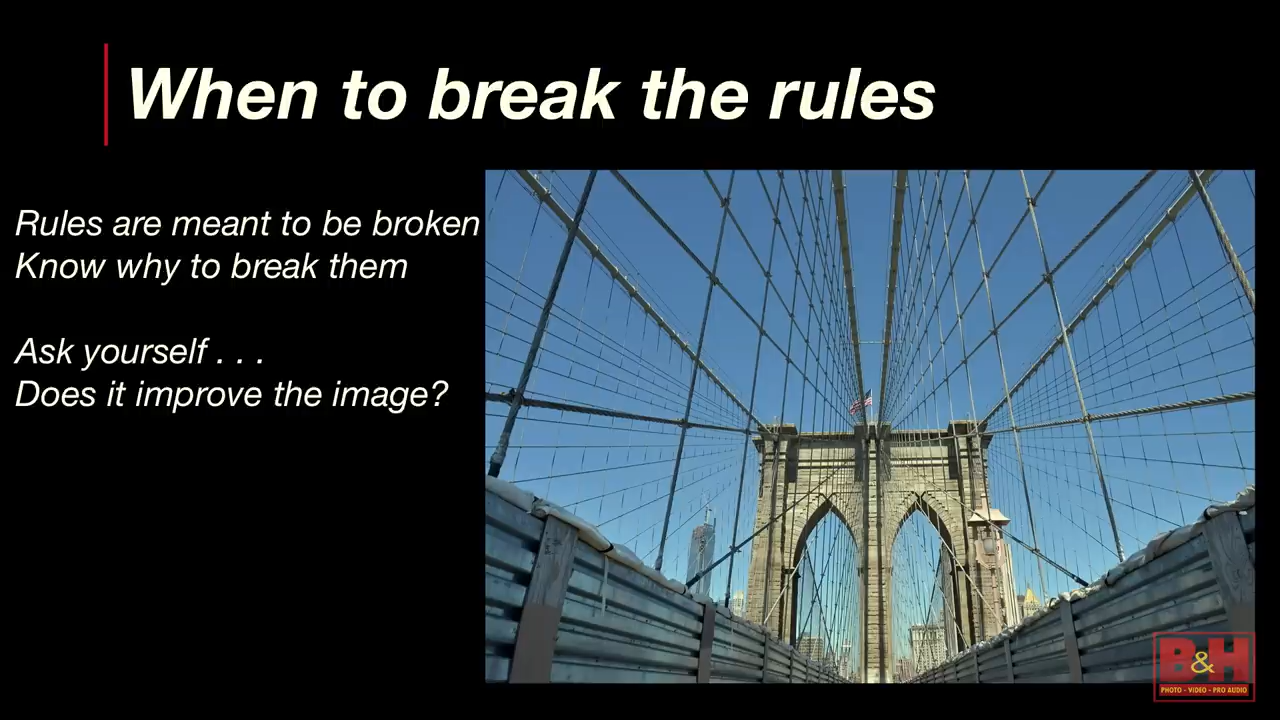 When to break the rules
Rules are meant to be broken
Know why to break them
Ask yourself . . .
Does it improve the image?
B&H
PHOTO - VIDEO - PRO AUDIO